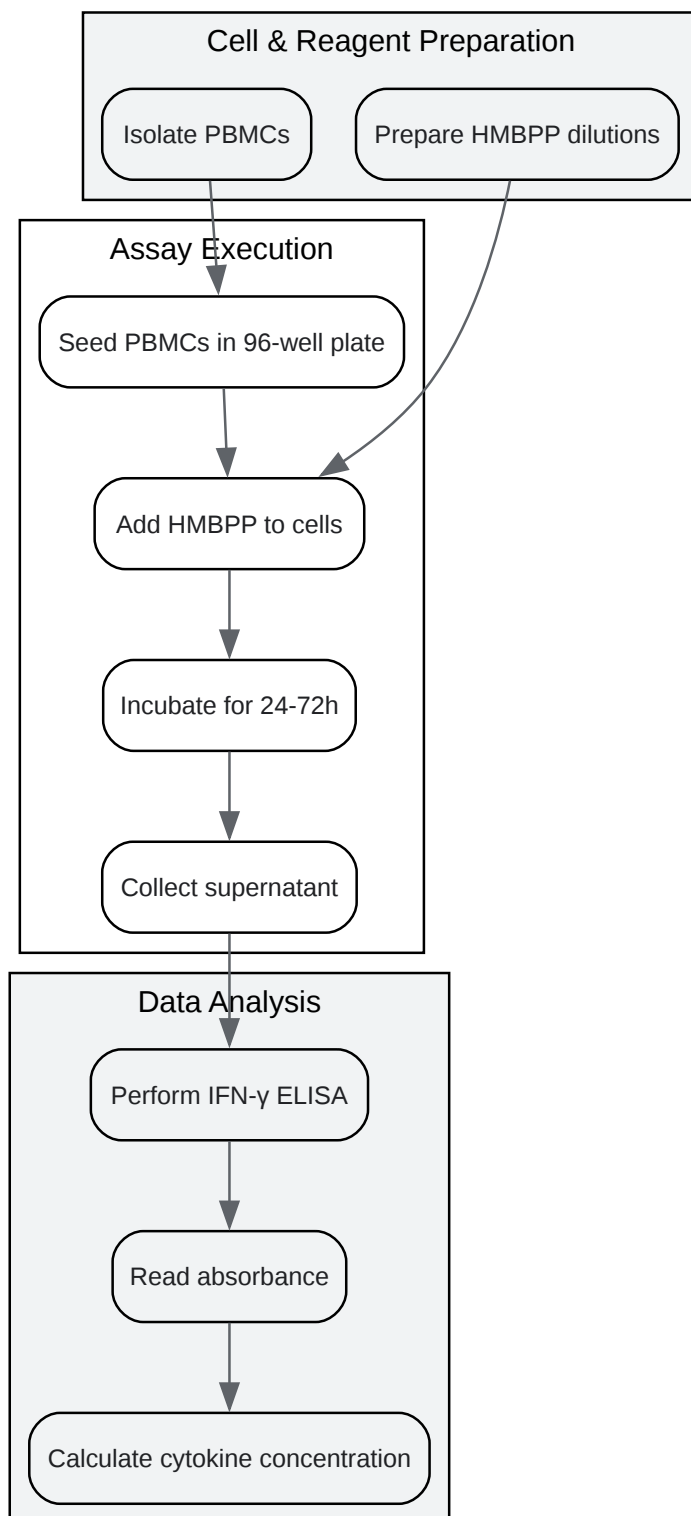 Cell & Reagent Preparation
Isolate PBMCs
Prepare HMBPP dilutions
Assay Execution
Seed PBMCs in 96-well plate
Add HMBPP to cells
Incubate for 24-72h
Collect supernatant
Data Analysis
Perform IFN-γ ELISA
Read absorbance
Calculate cytokine concentration